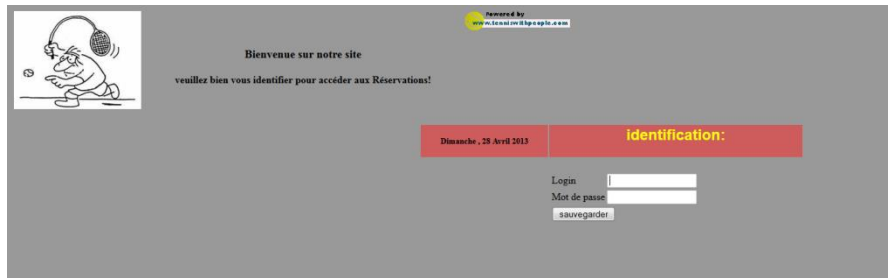 Powered by
www.tenniswithpeople.com
Bienvenue sur notre site
veuillez bien vous identifier pour accéder aux Réservations!
Dimanche , 28 Avril 2013
identification:
Login
Mot de passe
sauvegarder